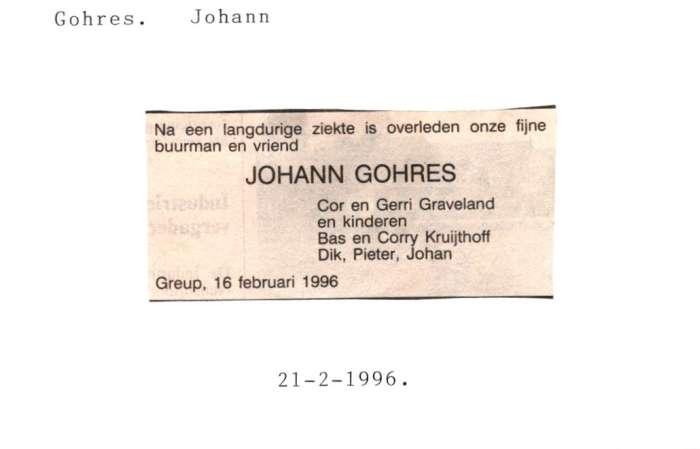 Gohres. Johann
Na een langdurige ziekte is overleden onze fijne
buurman en vriend
JOHANN GOHRES
Cor en Gerri Graveland
en kinderen
Bas en Corry Kruijthoff
Dik, Pieter, Johan
Greup, 16 februari 1996
21-2-1996.